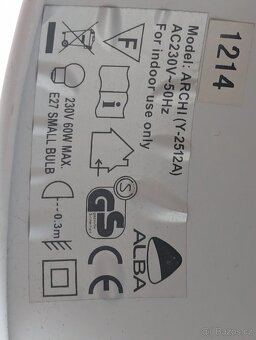 1214
Model: ARCHI (Y-2512A)
AC230V~50Hz
For indoor use only
F
i
S
GS
CE
ALBA
230V 60W MAX.
E27 SMALL BULB
0.3m